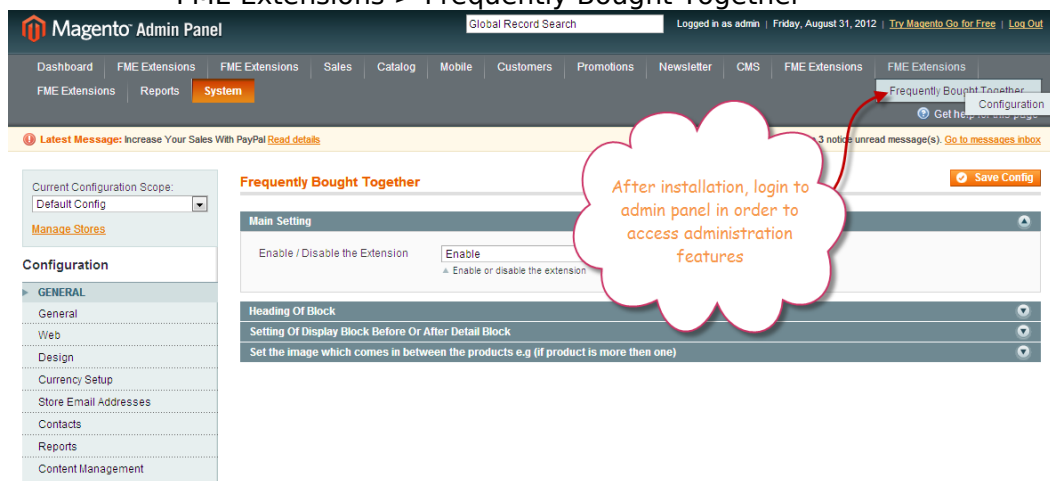 FME Extensions > Frequently Bought Together
Magento Admin Panel
Global Record Search
Logged in as admin | Friday, August 31, 2012 | Try Magento Go for Free | Log Out
Dashboard FME Extensions FME Extensions Sales Catalog Mobile Customers Promotions Newsletter CMS FME Extensions FME Extensions
FME Extensions Reports System
Frequently Bought Together
Configuration
Get help for this page
Latest Message: Increase Your Sales With PayPal Read details
3 notice unread message(s). Go to messages inbox
Current Configuration Scope:
Default Config
Manage Stores
Configuration
GENERAL
General
Web
Design
Currency Setup
Store Email Addresses
Contacts
Reports
Content Management
Frequently Bought Together
Save Config
Main Setting
Enable / Disable the Extension
Enable
Enable or disable the extension
Heading Of Block
Setting Of Display Block Before Or After Detail Block
Set the image which comes in between the products e.g (if product is more then one)
After installation, login to
admin panel in order to
access administration
features